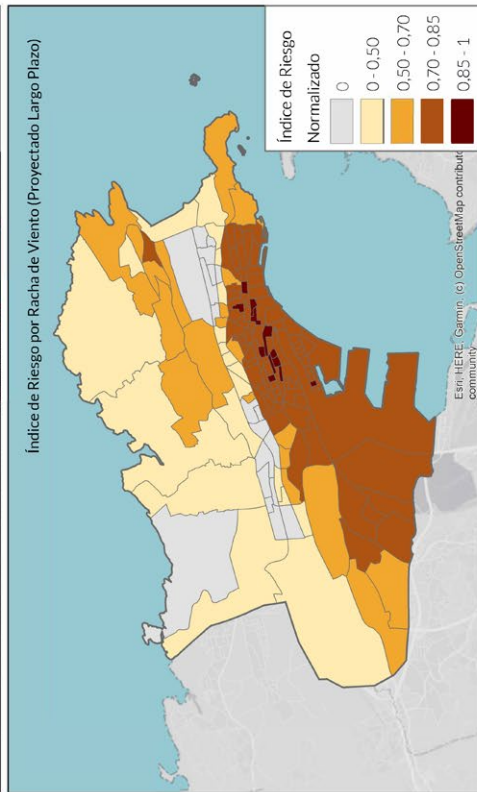 Índice de Riesgo por Racha de Viento (Proyectado Largo Plazo)
Índice de Riesgo
Normalizado
0
0 - 0,50
0,50 - 0,70
0,70 - 0,85
0,85 - 1
Esri, HERE, Garmin, (c) OpenStreetMap contributo
community